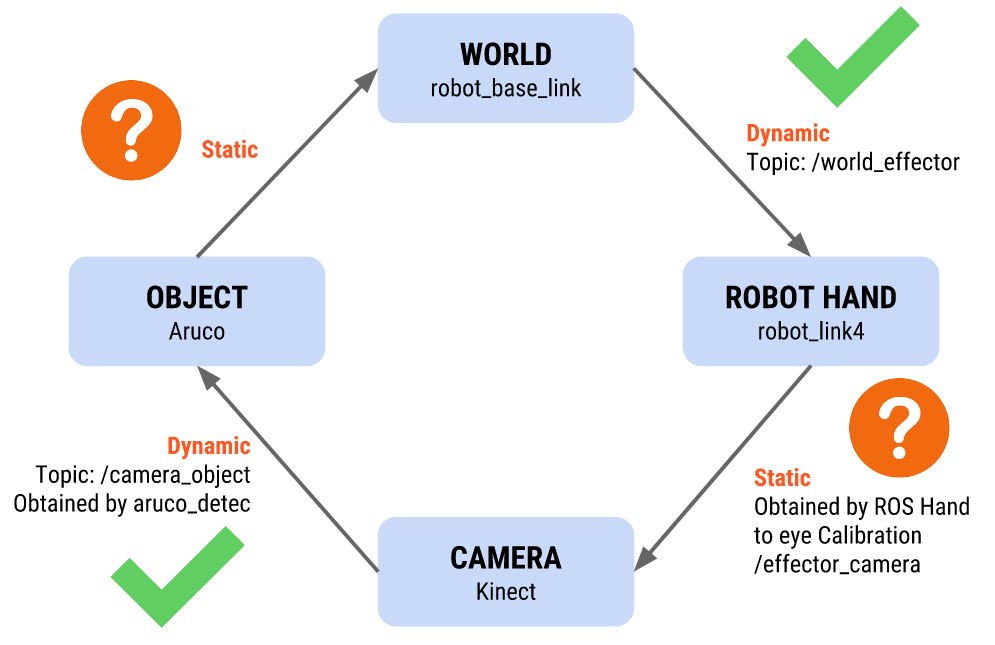 WORLD
robot_base_link
Dynamic
Topic: /world_effector
?
Static
OBJECT
Aruco
ROBOT HAND
robot_link4
?
Dynamic
Topic: /camera_object
Obtained by aruco_detec
Static
Obtained by ROS Hand
to eye Calibration
/effector_camera
CAMERA
Kinect